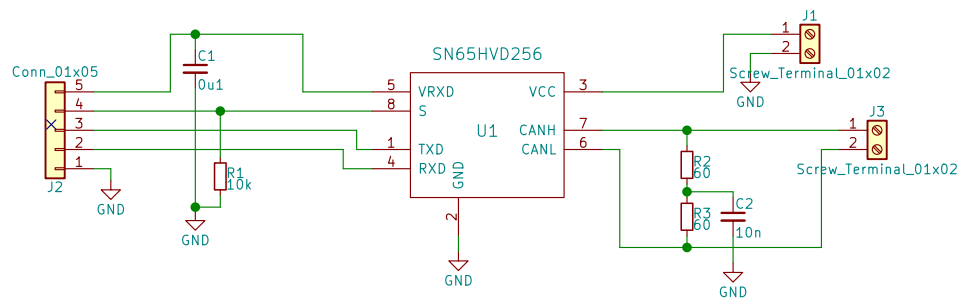 J1
1
2
Screw_Terminal_01x02
GND
SN65HVD256
C1
0u1
Conn_01x05
5
4
3
2
1
J2
GND
R1
10k
GND
5
VRXD
8
S
1
TXD
4
RXD
U1
GND
2
GND
VCC
3
CANH
7
CANL
6
J3
1
2
Screw_Terminal_01x02
R2
60
R3
60
C2
10n
GND